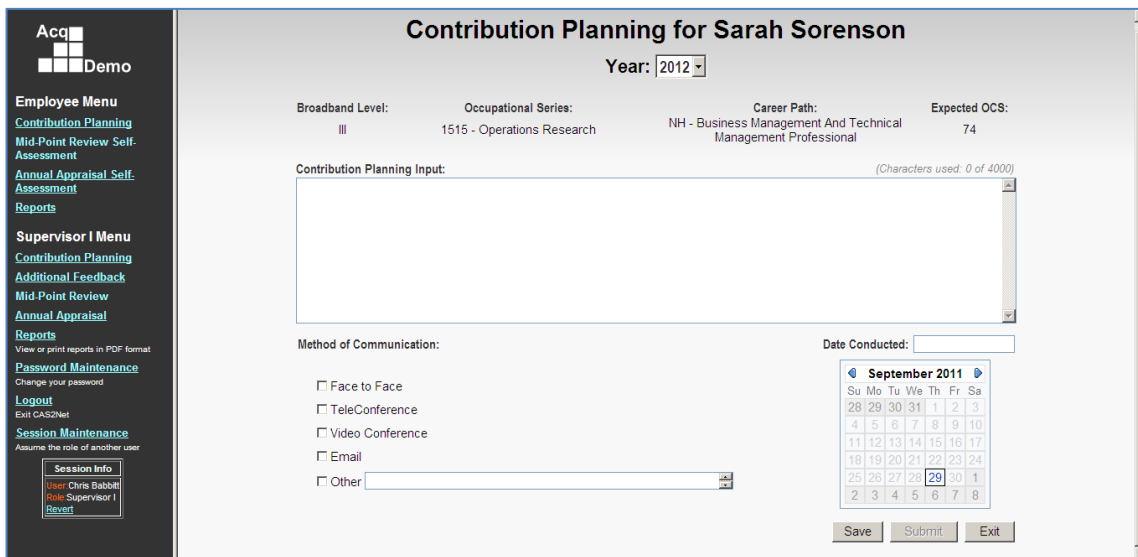 Acq
Demo
Employee Menu
Contribution Planning
Mid-Point Review Self-
Assessment
Annual Appraisal Self-
Assessment
Reports
Supervisor I Menu
Contribution Planning
Additional Feedback
Mid-Point Review
Annual Appraisal
Reports
View or print reports in PDF format
Password Maintenance
Change your password
Logout
Exit CAS2Net
Session Maintenance
Assume the role of another user
Session Info
User:Chris Babbitt
Role:Supervisor I
Revert
Contribution Planning for Sarah Sorenson
Year: 2012
Broadband Level: Occupational Series: Career Path: Expected OCS:
III 1515 - Operations Research NH - Business Management And Technical Management Professional 74
Contribution Planning Input: (Characters used: 0 of 4000)
Method of Communication: Date Conducted:
Face to Face
TeleConference
Video Conference
Email
Other
September 2011
Su Mo Tu We Th Fr Sa
28 29 30 31 1 2 3
4 5 6 7 8 9 10
11 12 13 14 15 16 17
18 19 20 21 22 23 24
25 26 27 28 29 30 1
2 3 4 5 6 7 8
Save Submit Exit